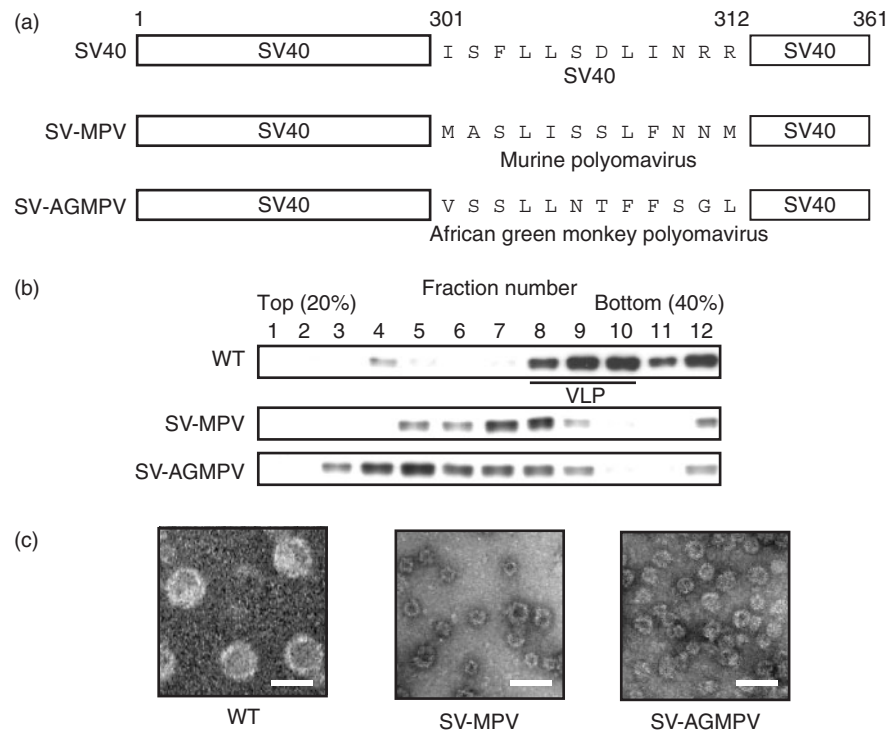 (a)
1 301 312 361
SV40 SV40 I S F L L S D L I N R R SV40
SV40
SV-MPV SV40 M A S L I S S L F N N M SV40
Murine polyomavirus
SV-AGMPV SV40 V S S L L N T F F S G L SV40
African green monkey polyomavirus
(b)
Fraction number
Top (20%) Bottom (40%)
1 2 3 4 5 6 7 8 9 10 11 12
WT
VLP
SV-MPV
SV-AGMPV
(c)
WT SV-MPV SV-AGMPV